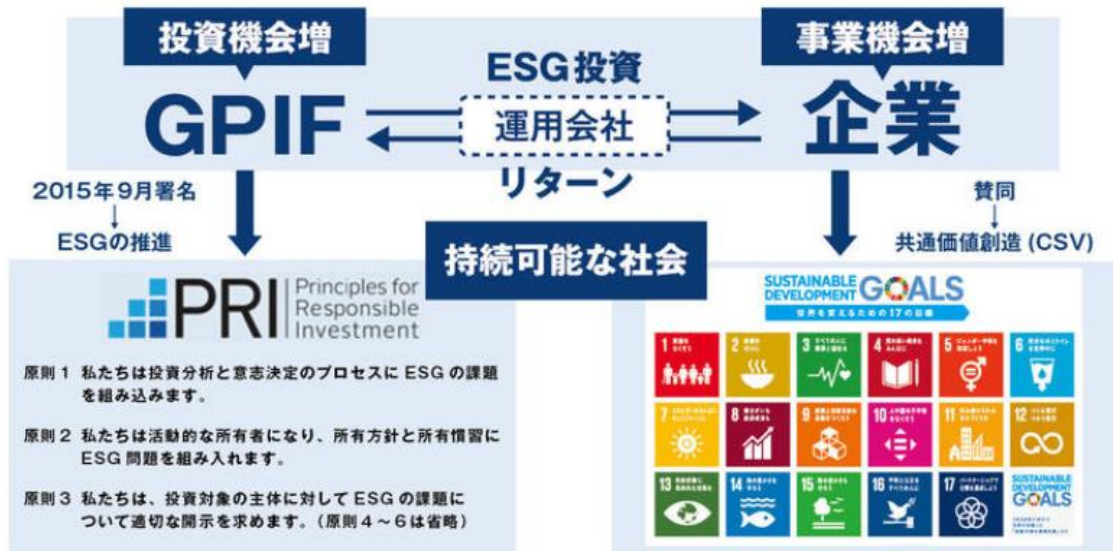 投資機会増
事業機会増
ESG投資
GPIF
運用会社
企業
リターン
2015年9月署名
ESGの推進
賛同
共通価値創造 (CSV)
持続可能な社会
PRI
Principles for
Responsible
Investment
原則1 私たちは投資分析と意志決定のプロセスに ESG の課題
を組み込みます。
原則2 私たちは活動的な所有者になり、所有方針と所有慣習に
ESG 問題を組み入れます。
原則3 私たちは、投資対象の主体に対して ESG の課題に
ついて適切な開示を求めます。（原則4～6は省略）
SUSTAINABLE
DEVELOPMENT
GOALS
世界を変えるための17の目標
1
2
3 すべての人に
4
5
6
7
8
9
10
11
12
13
14
15
16
17
SUSTAINABLE
DEVELOPMENT
GOALS